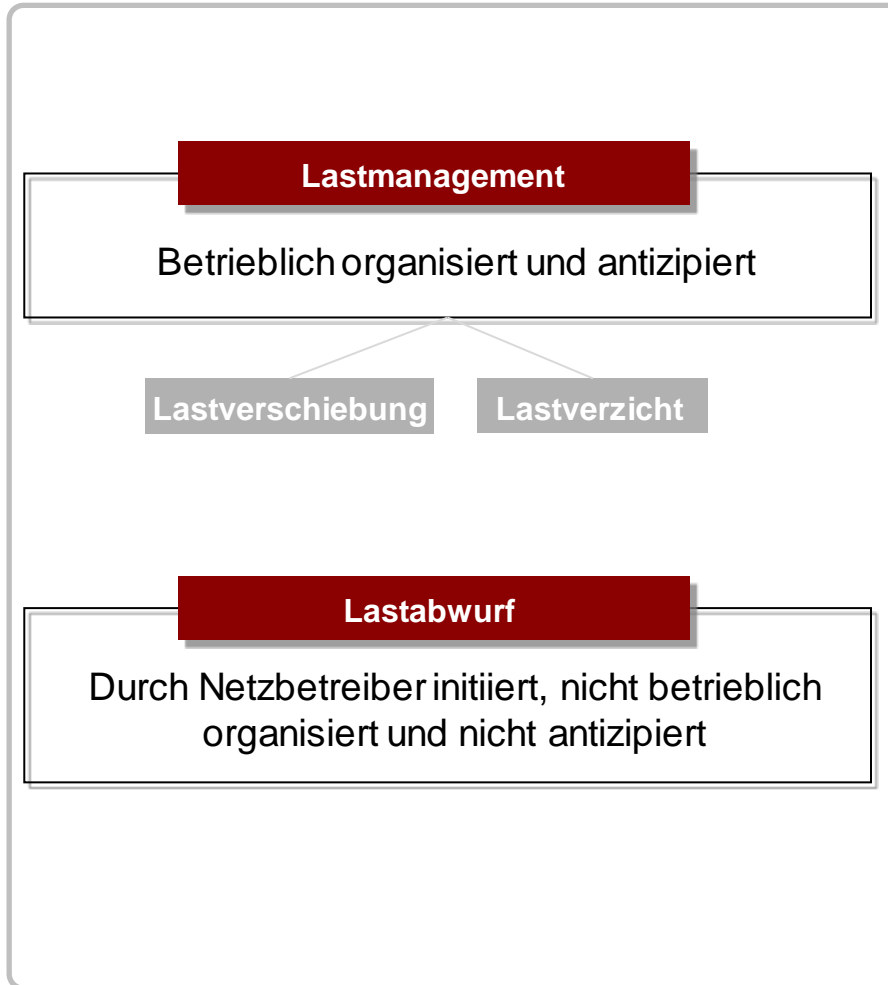 Lastmanagement
Betrieblich organisiert und antizipiert
Lastverschiebung Lastverzicht
Lastabwurf
Durch Netzbetreiber initiiert, nicht betrieblich
organisiert und nicht antizipiert